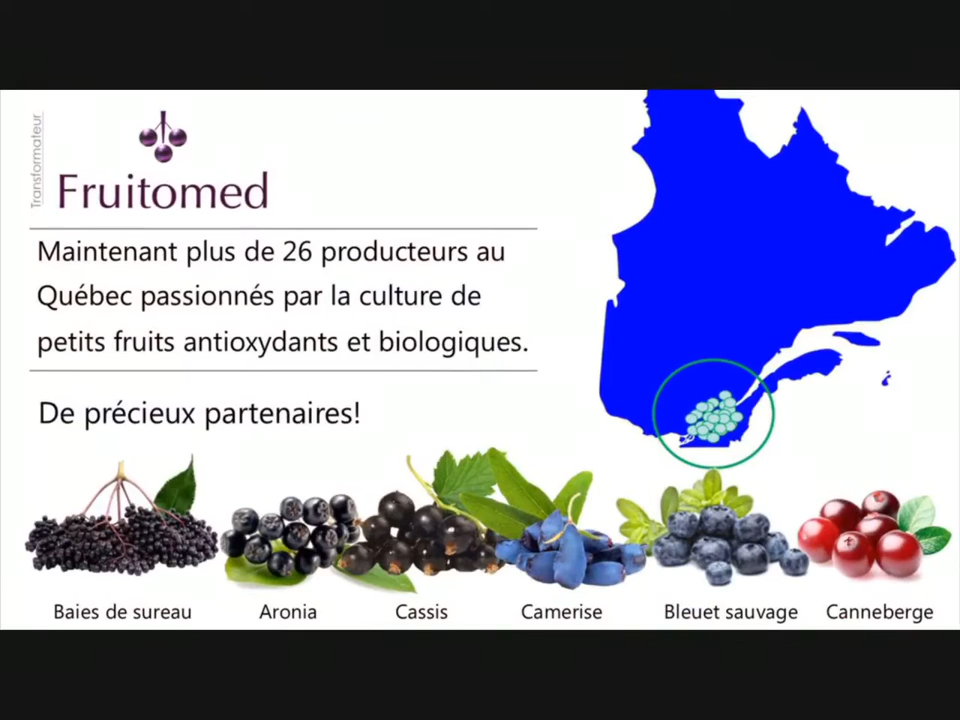 Transformateur
Fruitomed
Maintenant plus de 26 producteurs au
Québec passionnés par la culture de
petits fruits antioxydants et biologiques.
De précieux partenaires!
Baies de sureau
Aronia
Cassis
Camerise
Bleuet sauvage
Canneberge